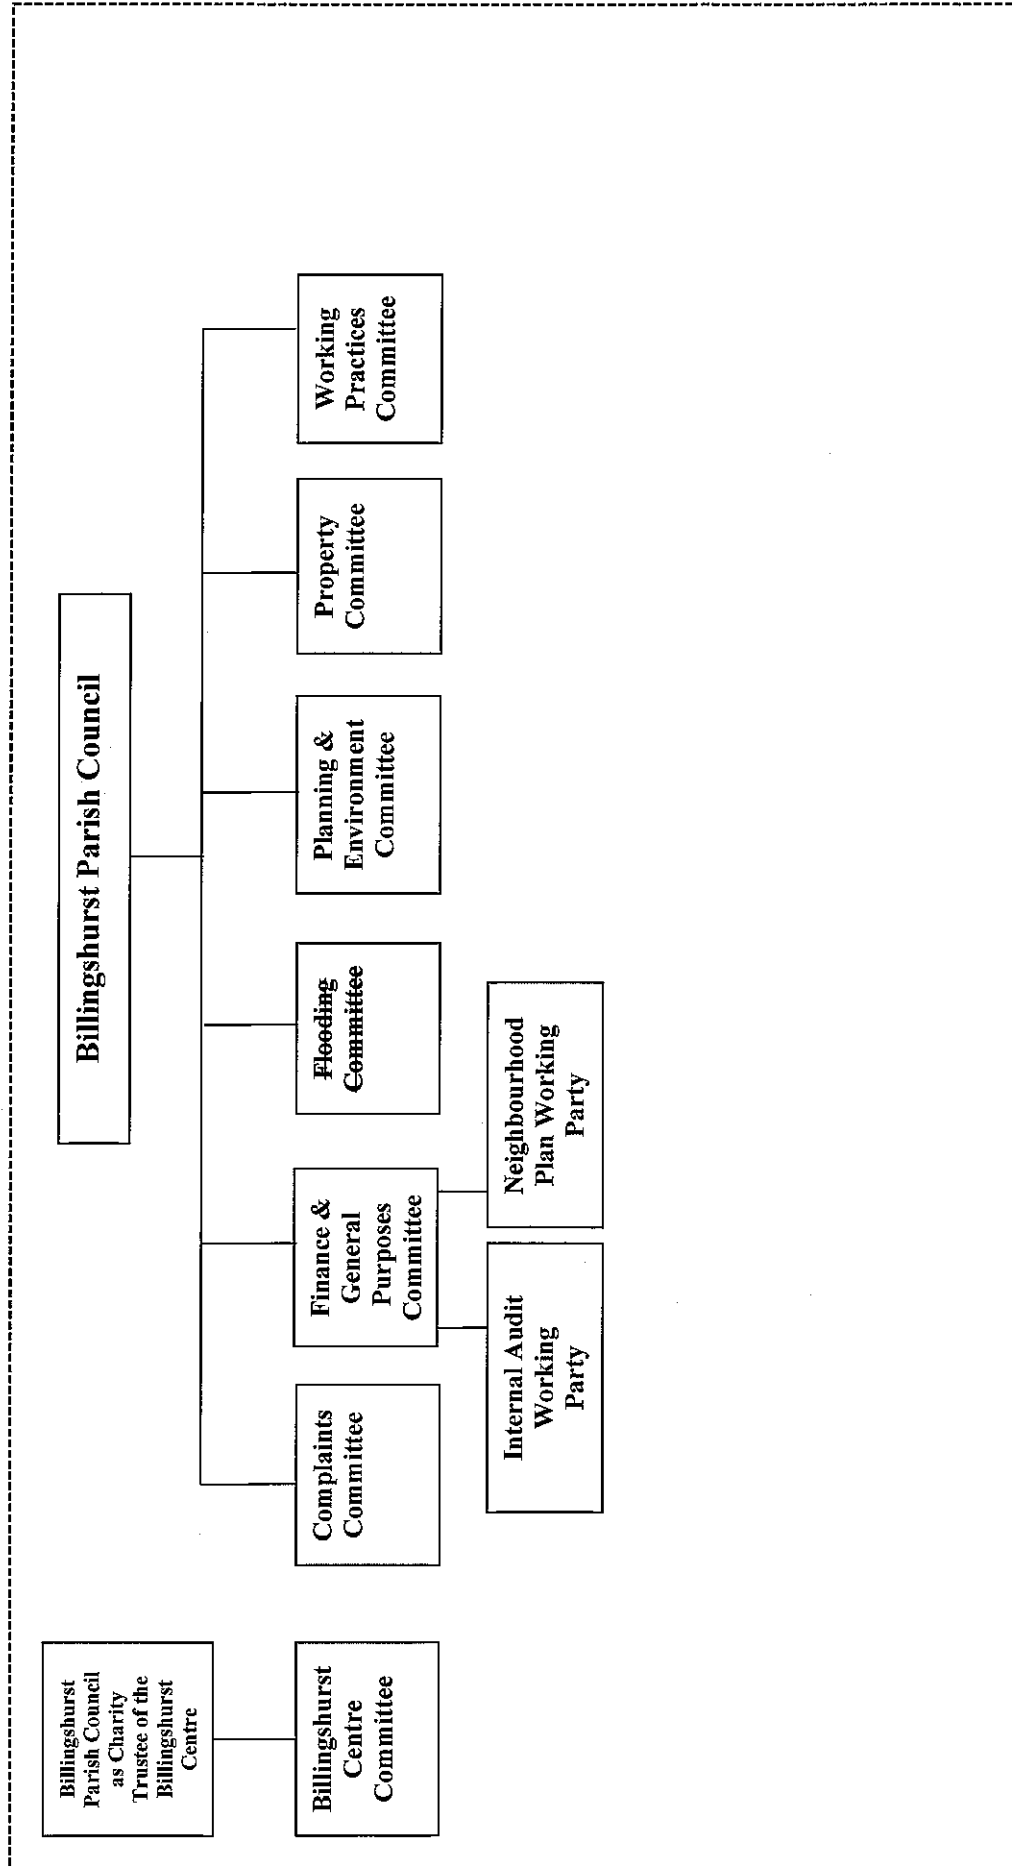 Billingshurst
Parish Council
as Charity
Trustee of the
Billingshurst
Centre
Billingshurst Parish Council
Billingshurst
Centre
Committee
Complaints
Committee
Finance &
General
Purposes
Committee
Flooding
Committee
Planning &
Environment
Committee
Property
Committee
Working
Practices
Committee
Internal Audit
Working
Party
Neighbourhood
Plan Working
Party